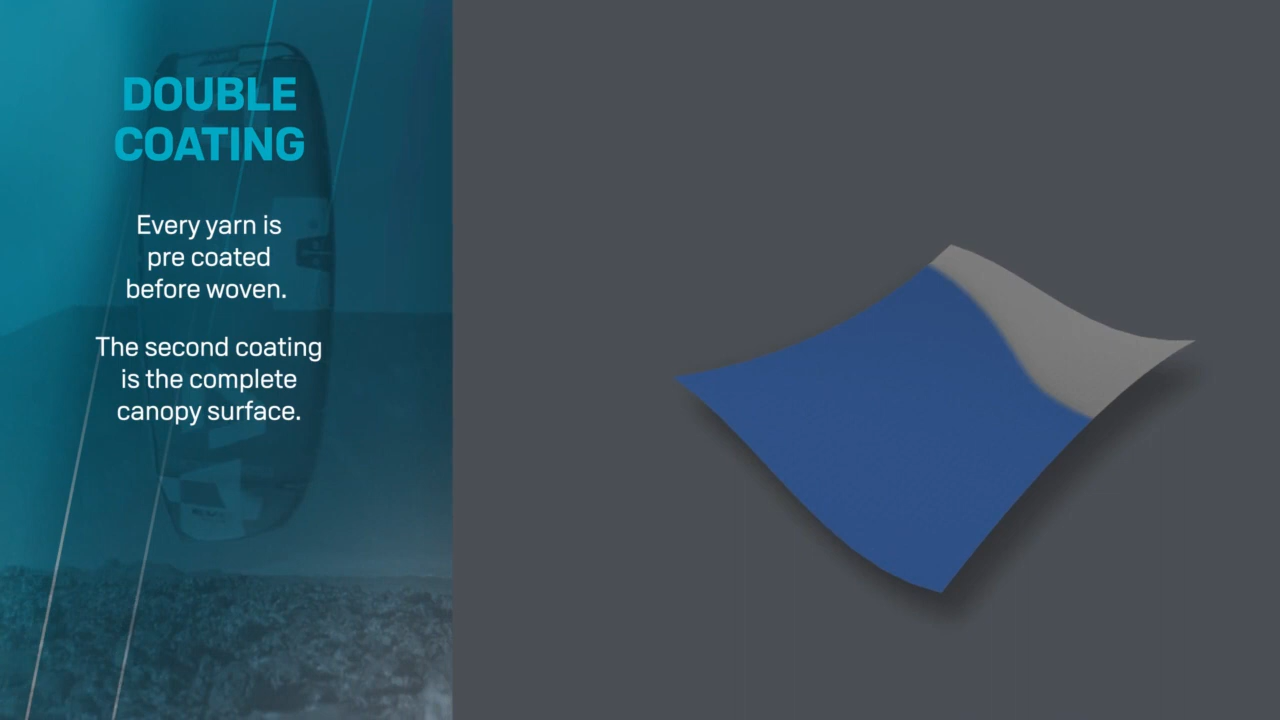 DOUBLE
COATING
Every yarn is
pre coated
before woven.
The second coating
is the complete
canopy surface.